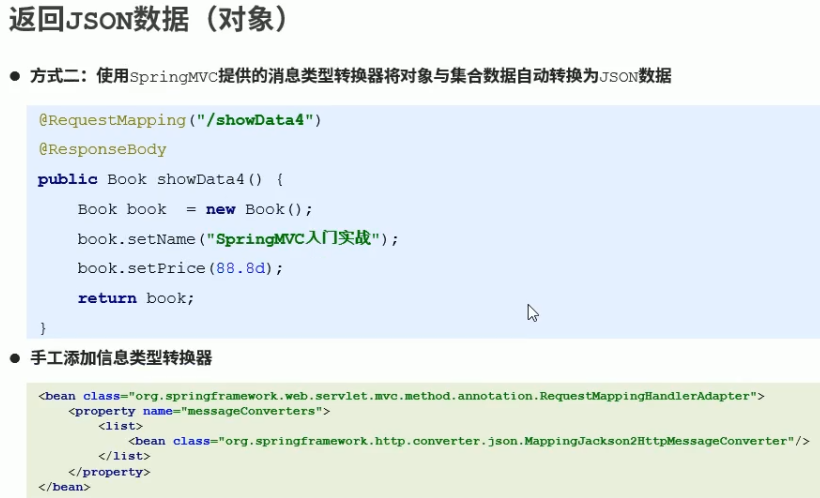 返回JSON数据（对象）
● 方式二：使用SpringMVC提供的消息类型转换器将对象与集合数据自动转换为JSON数据
@RequestMapping("/showData4")
@ResponseBody
public Book showData4() {
    Book book  = new Book();
    book.setName("SpringMVC入门实战");
    book.setPrice(88.8d);
    return book;
}
● 手工添加信息类型转换器
<bean class="org.springframework.web.servlet.mvc.method.annotation.RequestMappingHandlerAdapter">
    <property name="messageConverters">
        <list>
            <bean class="org.springframework.http.converter.json.MappingJackson2HttpMessageConverter"/>
        </list>
    </property>
</bean>